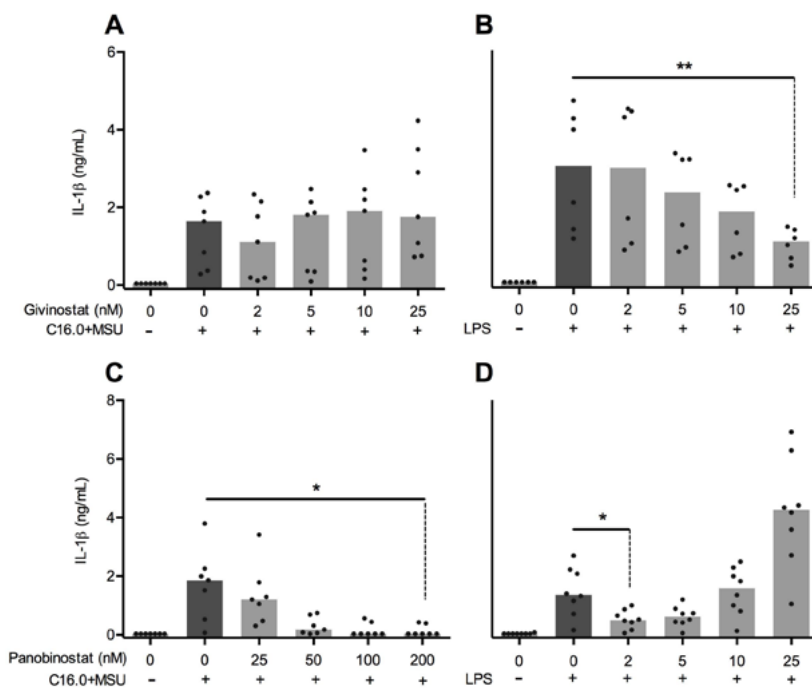 A
B
IL-1β (ng/mL)
6
4
2
0
**
Givinostat (nM) 0 0 2 5 10 25
C16.0+MSU − + + + + +
0 0 2 5 10 25
LPS − + + + + +
C
D
IL-1β (ng/mL)
8
6
4
2
0
*
*
Panobinostat (nM) 0 0 25 50 100 200
C16.0+MSU − + + + + +
0 0 2 5 10 25
LPS − + + + + +